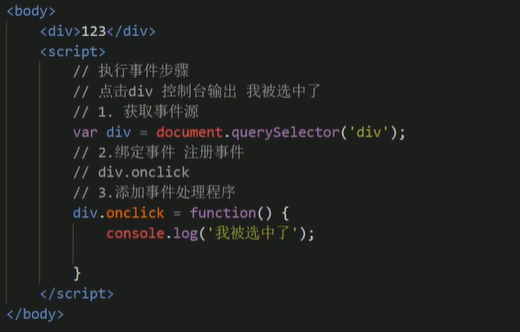 <body>
    <div>123</div>
    <script>
        // 执行事件步骤
        // 点击div 控制台输出 我被选中了
        // 1. 获取事件源
        var div = document.querySelector('div');
        // 2.绑定事件 注册事件
        // div.onclick
        // 3.添加事件处理程序
        div.onclick = function() {
            console.log('我被选中了');
        }
    </script>
</body>